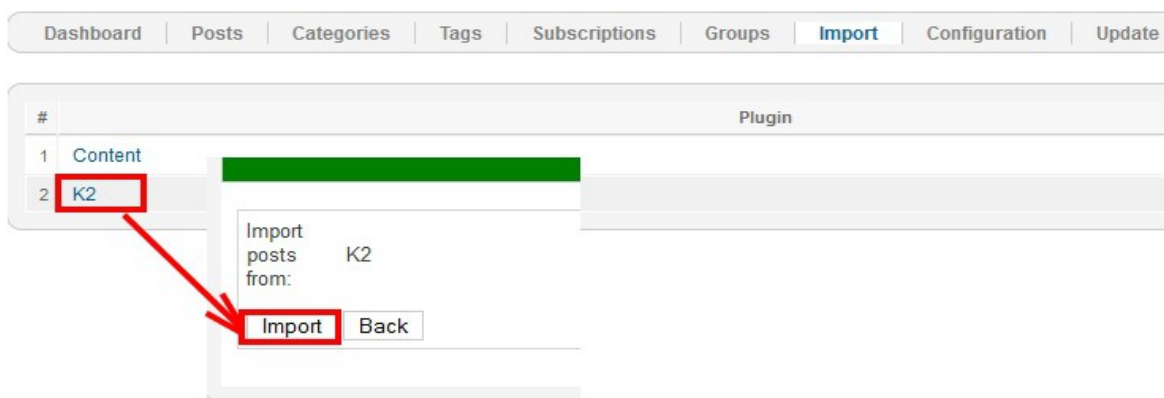 Dashboard Posts Categories Tags Subscriptions Groups Import Configuration Update
# Plugin
1 Content
2 K2
Import
posts K2
from:
Import Back